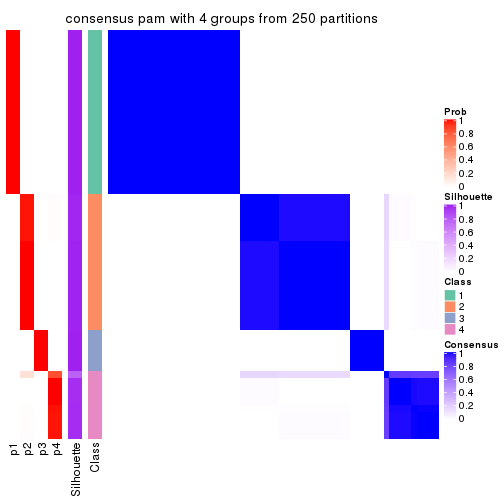 consensus pam with 4 groups from 250 partitions
Prob
1
0.8
0.6
0.4
0.2
0
Silhouette
1
0.8
0.6
0.4
0.2
0
Class
1
2
3
4
Consensus
1
0.8
0.6
0.4
0.2
0
p1
p2
p3
p4
Silhouette
Class